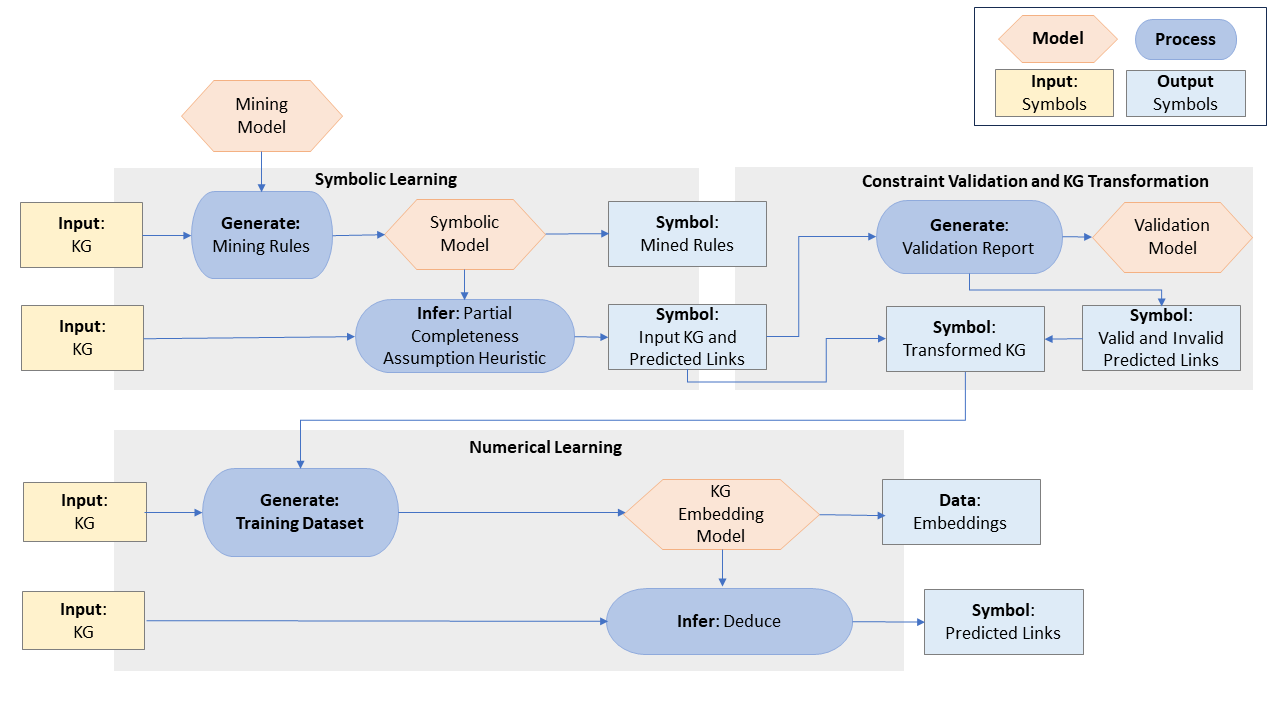 Model
Process
Input:
Symbols
Output
Symbols
Mining
Model
Symbolic Learning
Constraint Validation and KG Transformation
Input:
KG
Generate:
Mining Rules
Symbolic
Model
Symbol:
Mined Rules
Generate:
Validation Report
Validation
Model
Input:
KG
Infer: Partial
Completeness
Assumption Heuristic
Symbol:
Input KG and
Predicted Links
Symbol:
Transformed KG
Symbol:
Valid and Invalid
Predicted Links
Numerical Learning
Input:
KG
Generate:
Training Dataset
KG
Embedding
Model
Data:
Embeddings
Input:
KG
Infer: Deduce
Symbol:
Predicted Links